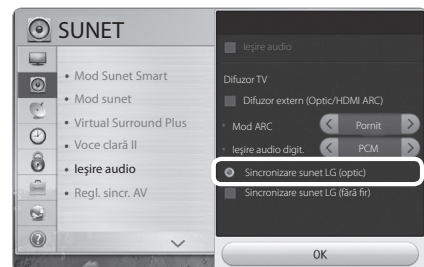 SUNET
• Mod Sunet Smart
• Mod sunet
• Virtual Surround Plus
• Voce clară II
• Ieşire audio
• Regl. sincr. AV
Ieşire audio
Difuzor TV
Difuzor extern (Optic/HDMI ARC)
• Mod ARC < Pornit >
• Ieşire audio digit. < PCM >
Sincronizare sunet LG (optic)
Sincronizare sunet LG (fără fir)
OK